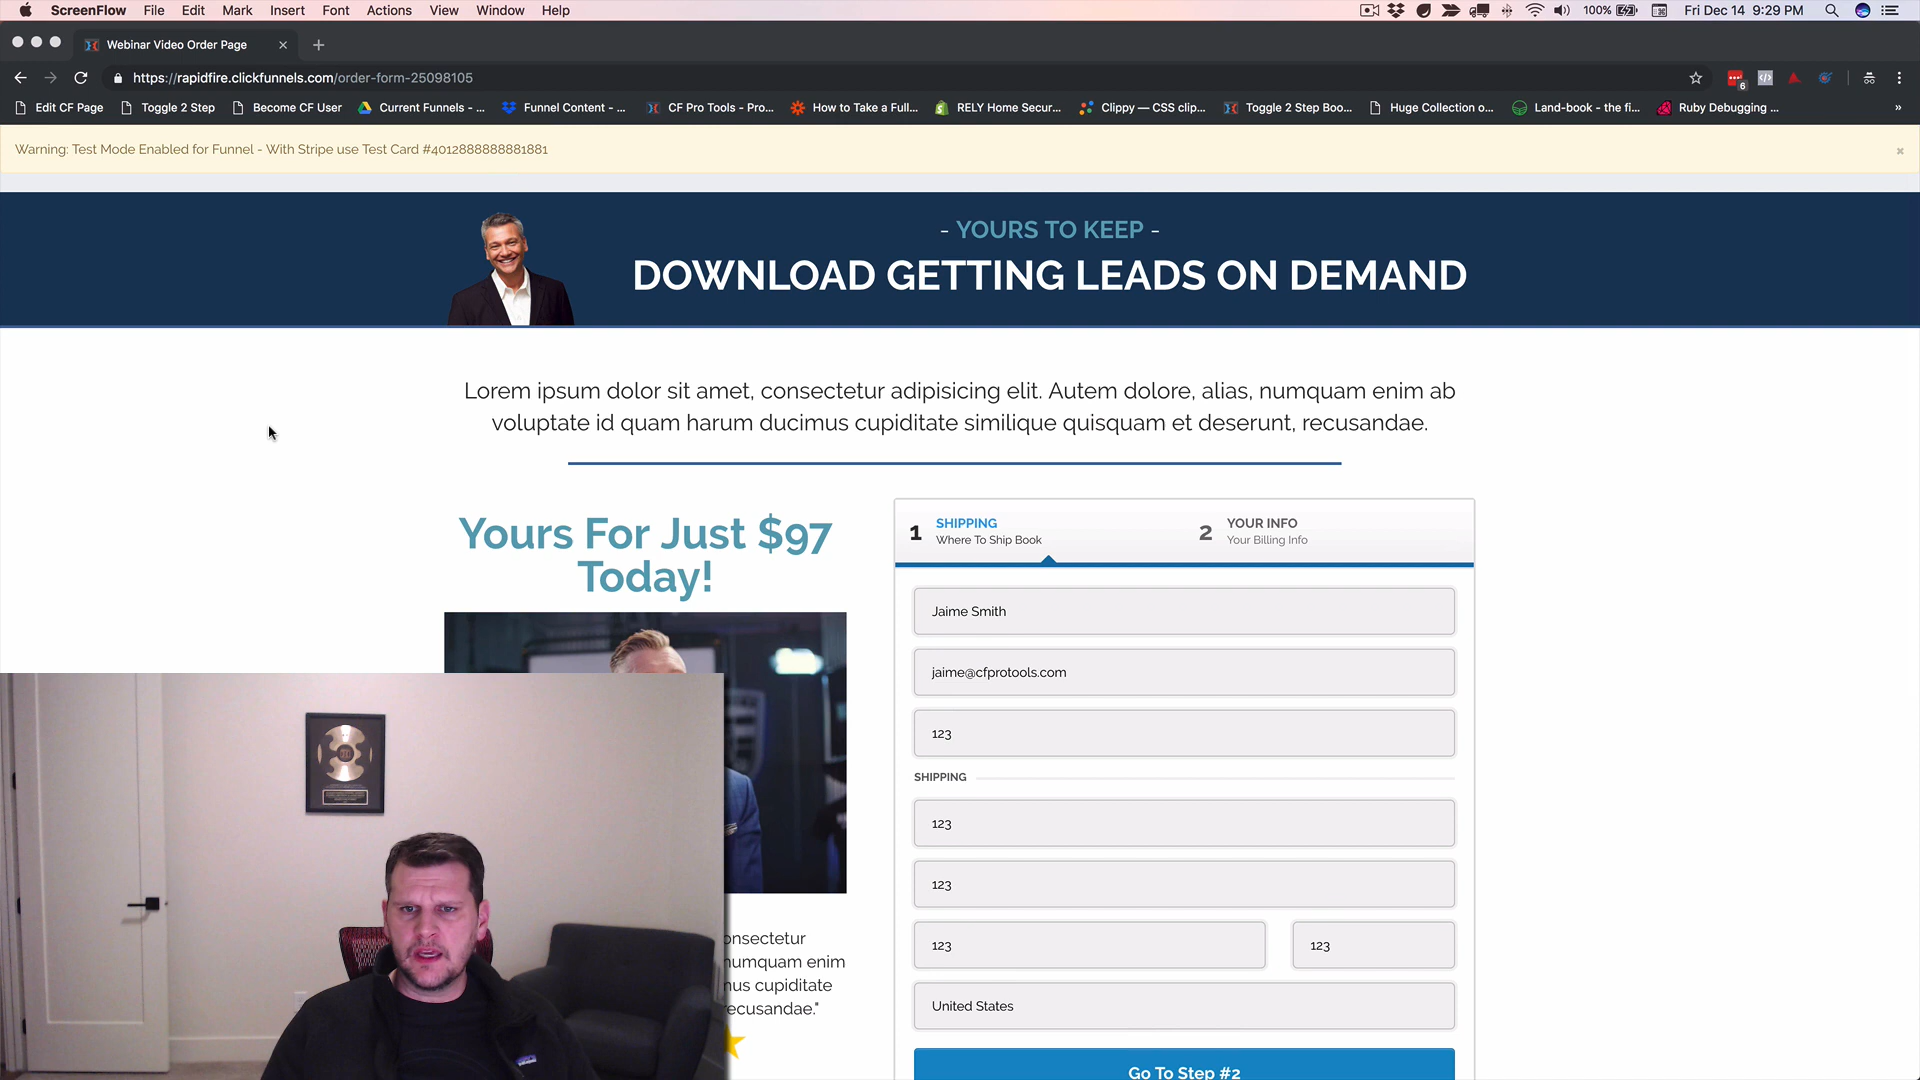 ScreenFlow File Edit Mark Insert Font Actions View Window Help 100% Fri Dec 14 9:29 PM
Webinar Video Order Page
https://rapidfire.clickfunnels.com/order-form-25098105
6
Edit CF Page Toggle 2 Step Become CF User Current Funnels - ... Funnel Content - ... CF Pro Tools - Pro... How to Take a Full... RELY Home Secur... Clippy — CSS clip... Toggle 2 Step Boo... Huge Collection o... Land-book - the fi... Ruby Debugging ... »
Warning: Test Mode Enabled for Funnel - With Stripe use Test Card #4012888888881881
- YOURS TO KEEP -
DOWNLOAD GETTING LEADS ON DEMAND
Lorem ipsum dolor sit amet, consectetur adipisicing elit. Autem dolore, alias, numquam enim ab
voluptate id quam harum ducimus cupiditate similique quisquam et deserunt, recusandae.
Yours For Just $97
Today!
onsectetur
numquam enim
nus cupiditate
ecusandae."
1 SHIPPING
Where To Ship Book
2 YOUR INFO
Your Billing Info
Jaime Smith
jaime@cfprotools.com
123
SHIPPING
123
123
123 123
United States
Go To Step #2